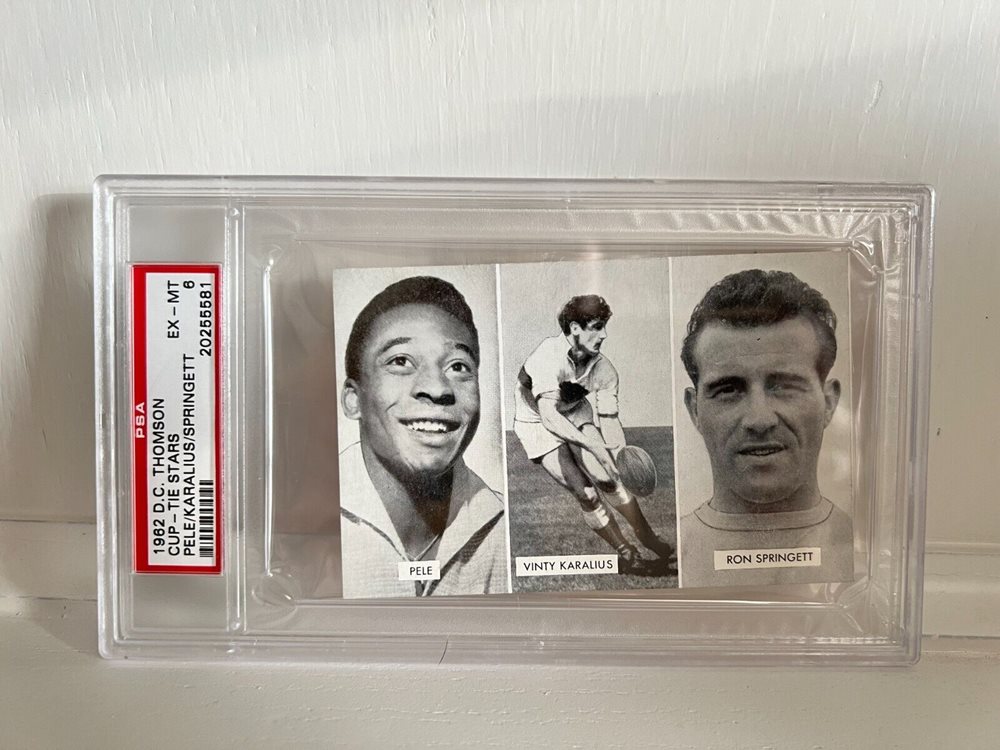 PSA
1962 D.C. THOMSON
CUP-TIE STARS EX - MT
PELE/KARALIUS/SPRINGETT 6
20255581
PELE
VINTY KARALIUS
RON SPRINGETT